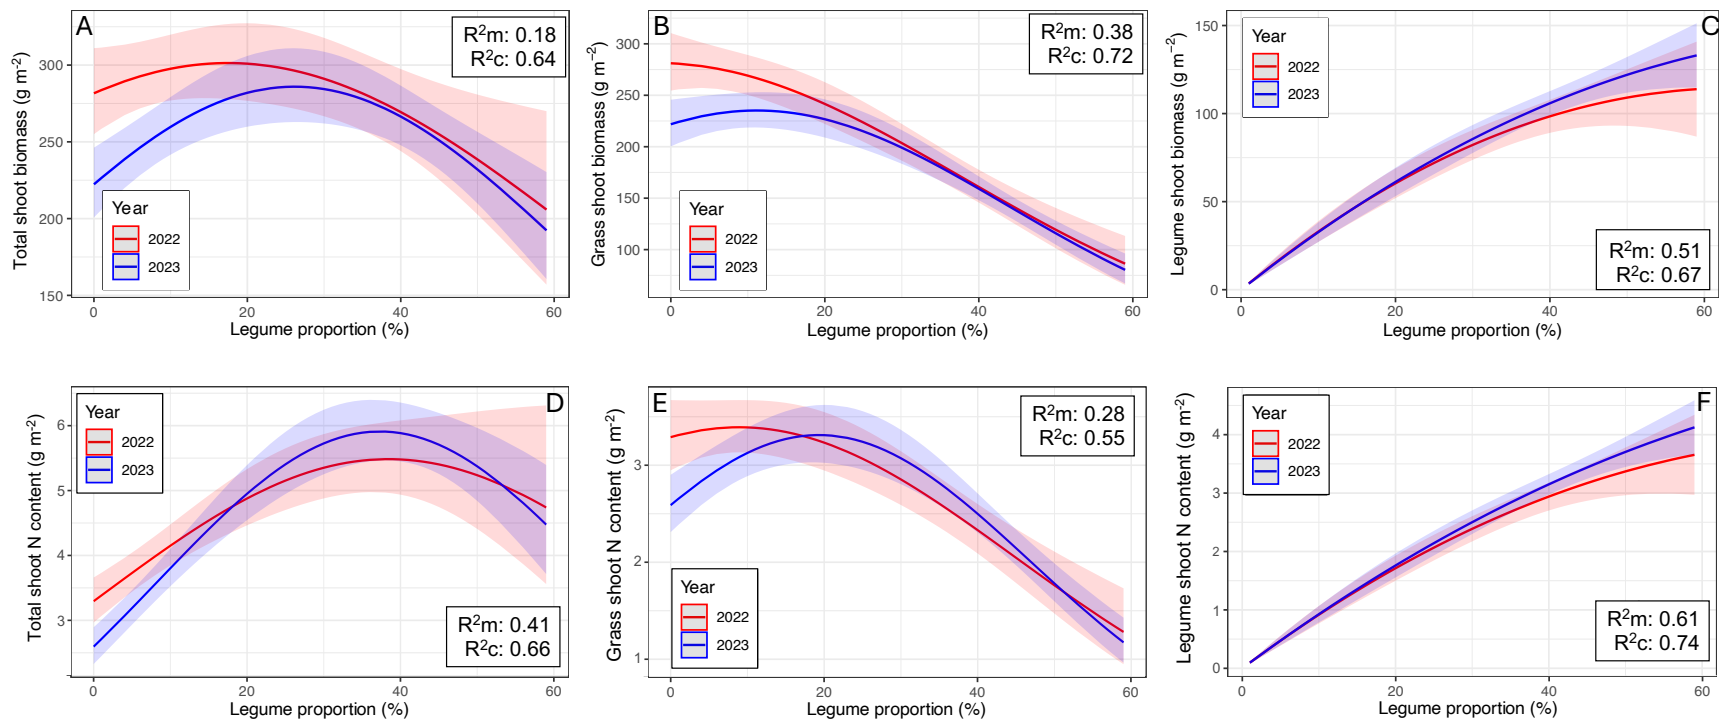 A
R²m: 0.18
R²c: 0.64
Total shoot biomass (g m⁻²)
300
250
200
150
Year
2022
2023
0
20
40
60
Legume proportion (%)
B
R²m: 0.38
R²c: 0.72
Grass shoot biomass (g m⁻²)
300
250
200
150
100
Year
2022
2023
0
20
40
60
Legume proportion (%)
C
Year
2022
2023
Legume shoot biomass (g m⁻²)
150
100
50
0
R²m: 0.51
R²c: 0.67
0
20
40
60
Legume proportion (%)
D
Year
2022
2023
Total shoot N content (g m⁻²)
6
5
4
3
R²m: 0.41
R²c: 0.66
0
20
40
60
Legume proportion (%)
E
R²m: 0.28
R²c: 0.55
Grass shoot N content (g m⁻²)
3
2
1
Year
2022
2023
0
20
40
60
Legume proportion (%)
F
Year
2022
2023
Legume shoot N content (g m⁻²)
4
3
2
1
0
R²m: 0.61
R²c: 0.74
0
20
40
60
Legume proportion (%)